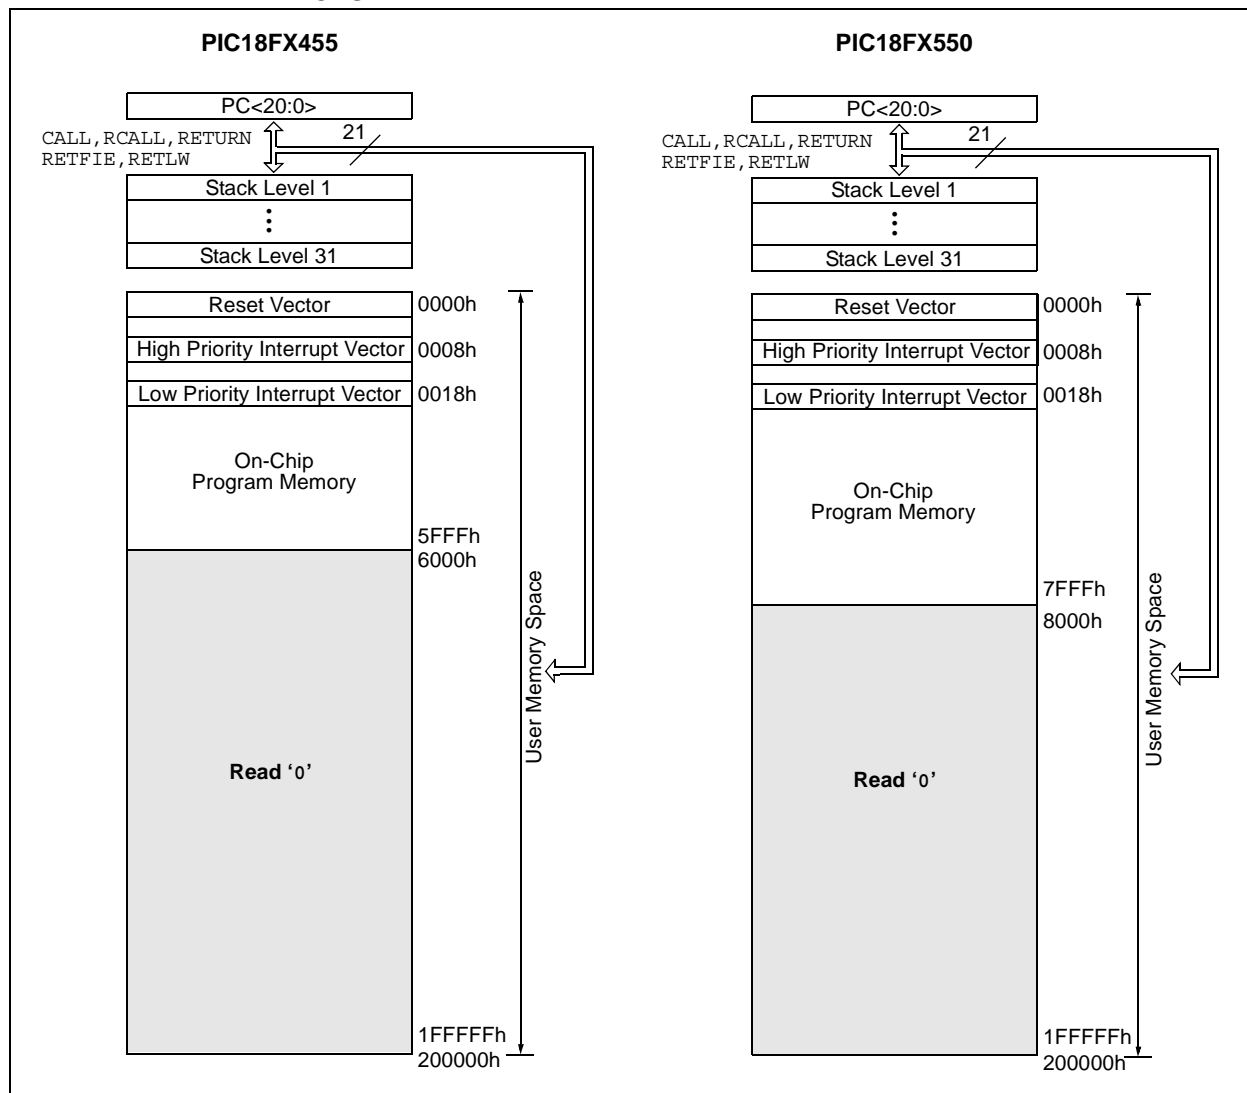 PIC18FX455
PC<20:0>
CALL,RCALL,RETURN
RETFIE,RETLW
21
Stack Level 1
Stack Level 31
Reset Vector
0000h
High Priority Interrupt Vector
0008h
Low Priority Interrupt Vector
0018h
On-Chip
Program Memory
5FFFh
6000h
Read ‘0’
1FFFFFh
200000h
User Memory Space
PIC18FX550
PC<20:0>
CALL,RCALL,RETURN
RETFIE,RETLW
21
Stack Level 1
Stack Level 31
Reset Vector
0000h
High Priority Interrupt Vector
0008h
Low Priority Interrupt Vector
0018h
On-Chip
Program Memory
7FFFh
8000h
Read ‘0’
1FFFFFh
200000h
User Memory Space